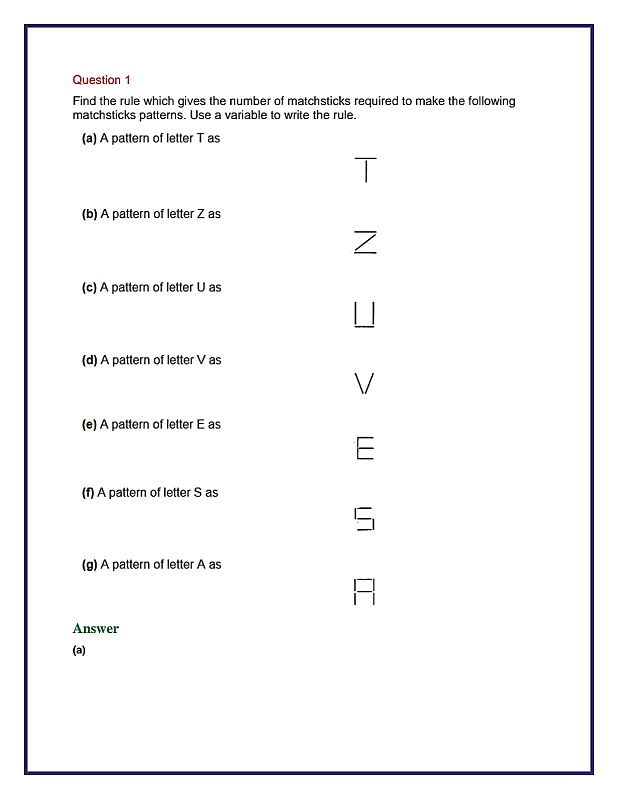 Question 1
Find the rule which gives the number of matchsticks required to make the following
matchsticks patterns. Use a variable to write the rule.
(a) A pattern of letter T as
(b) A pattern of letter Z as
(c) A pattern of letter U as
(d) A pattern of letter V as
(e) A pattern of letter E as
(f) A pattern of letter S as
(g) A pattern of letter A as
Answer
(a)